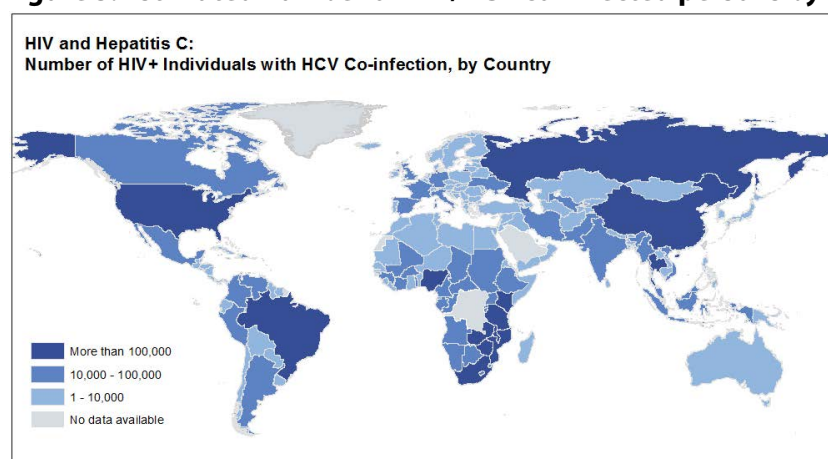 HIV and Hepatitis C:
Number of HIV+ Individuals with HCV Co-infection, by Country
More than 100,000
10,000 - 100,000
1 - 10,000
No data available